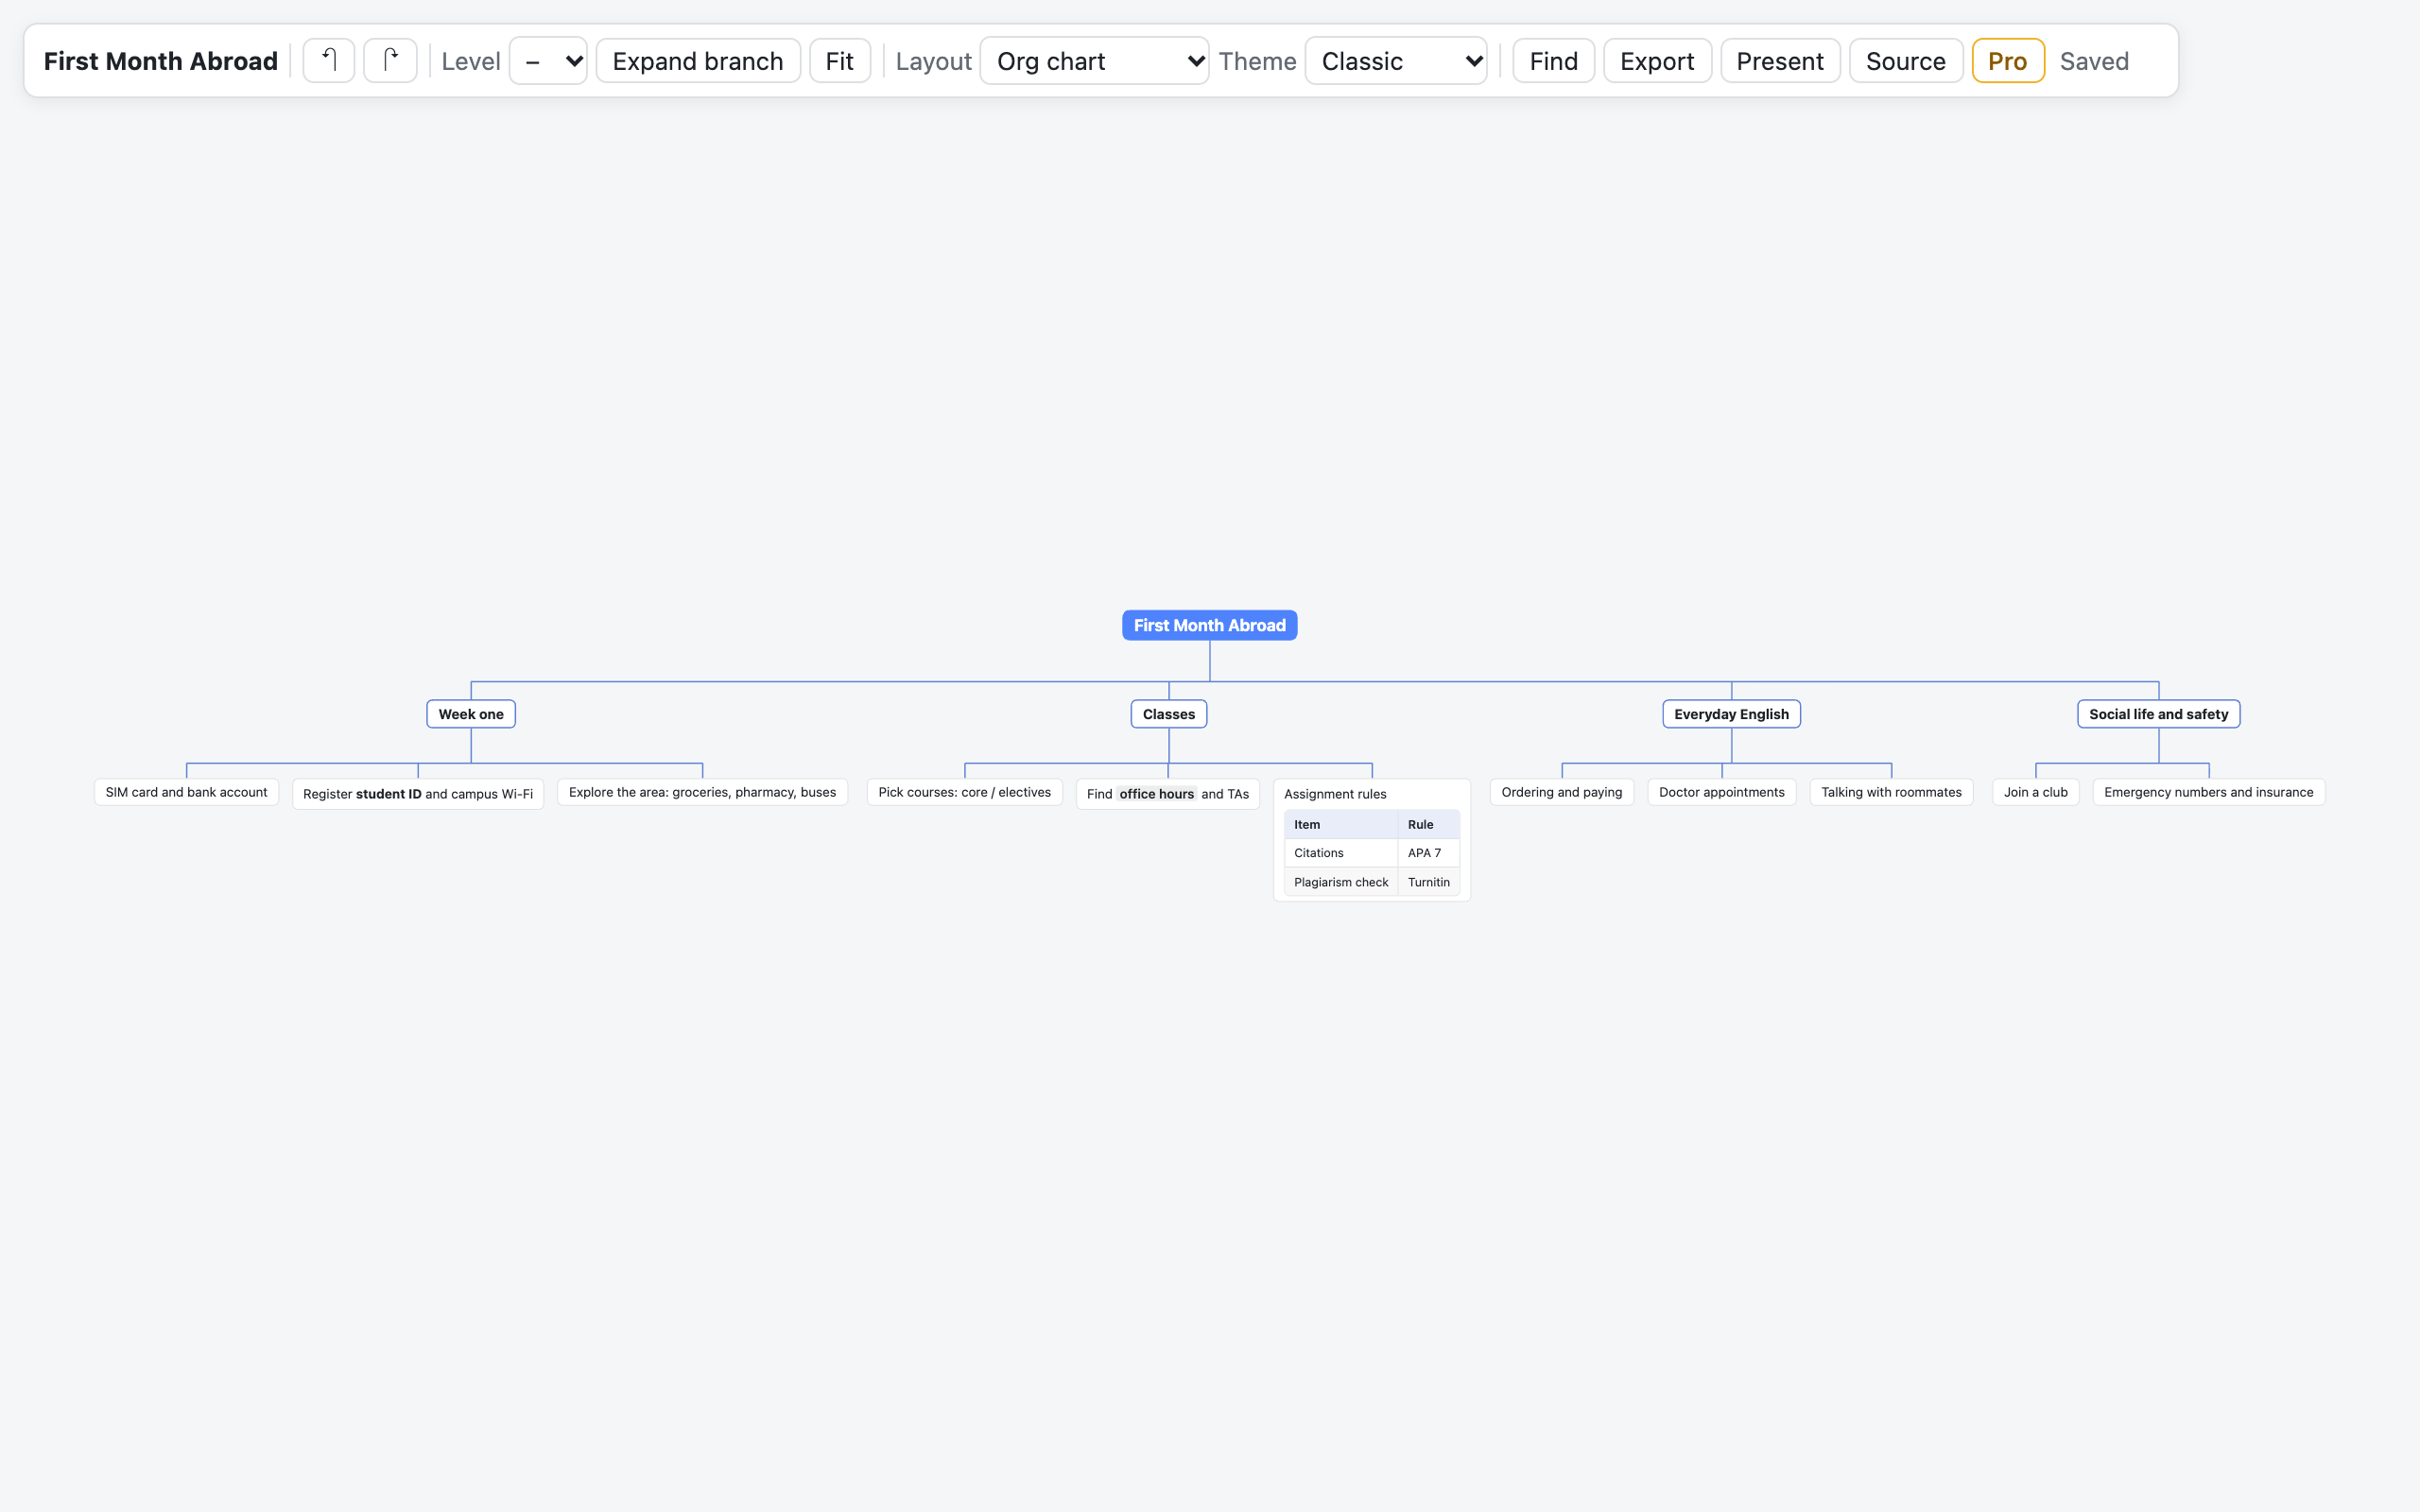 First Month Abroad Level – Expand branch Fit Layout Org chart Theme Classic Find Export Present Source Pro Saved
First Month Abroad
Week one Classes Everyday English Social life and safety
SIM card and bank account
Register student ID and campus Wi-Fi
Explore the area: groceries, pharmacy, buses
Pick courses: core / electives
Find office hours and TAs
Assignment rules
Item Rule
Citations APA 7
Plagiarism check Turnitin
Ordering and paying
Doctor appointments
Talking with roommates
Join a club
Emergency numbers and insurance